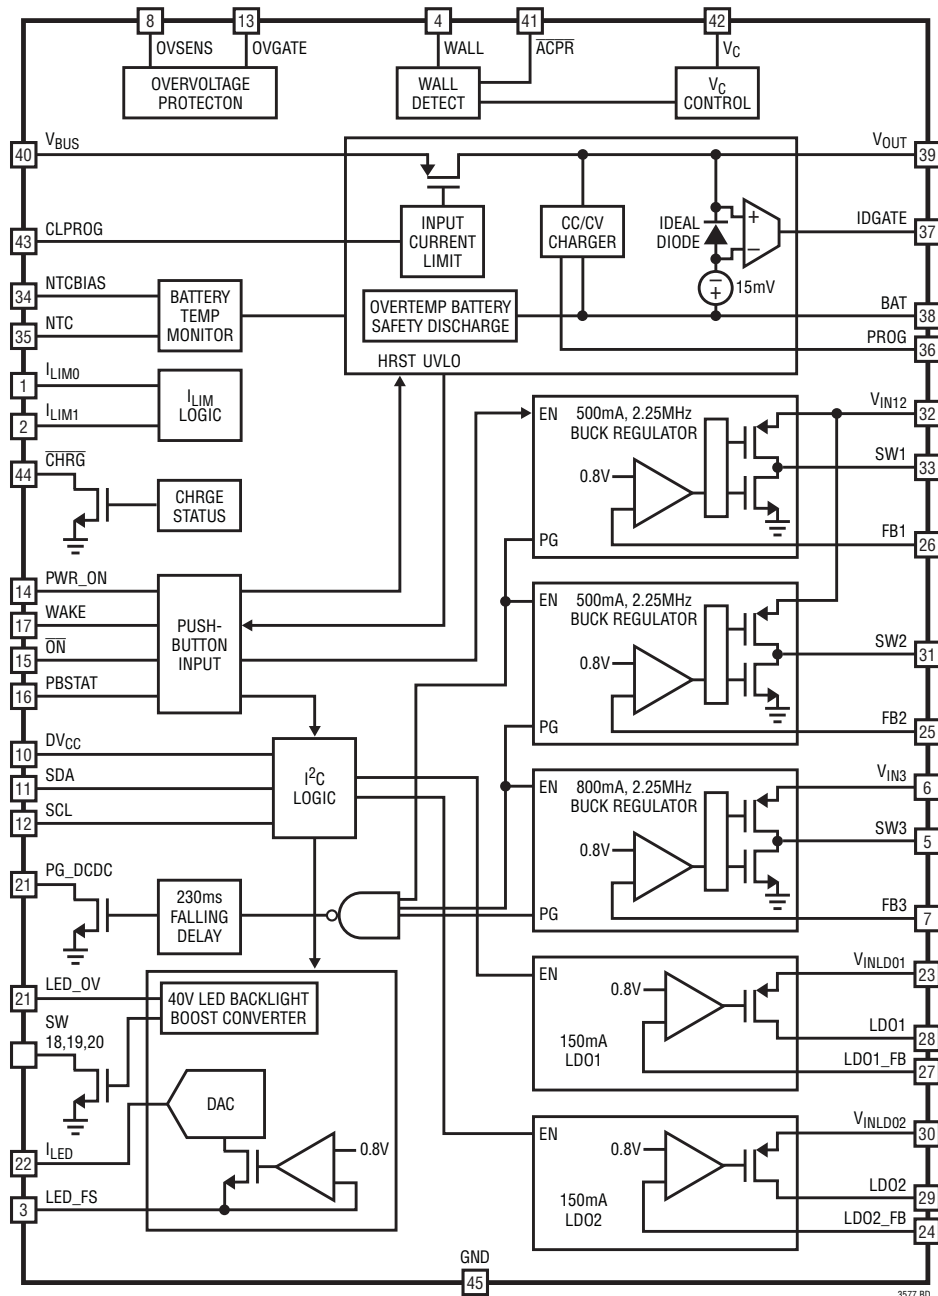 8
13
4
41
42
OVSENS
OVGATE
WALL
ACPR
VC
OVERVOLTAGE
PROTECTON
WALL
DETECT
VC
CONTROL
40
VBUS
VOUT
39
INPUT
CURRENT
LIMIT
CC/CV
CHARGER
IDEAL
DIODE
+
−
−
+
15mV
IDGATE
37
43
CLPROG
34
NTCBIAS
35
NTC
BATTERY
TEMP
MONITOR
OVERTEMP BATTERY
SAFETY DISCHARGE
BAT
38
PROG
36
HRST UVLO
1
ILIM0
2
ILIM1
ILIM
LOGIC
44
CHRG
CHRGE
STATUS
EN
500mA, 2.25MHz
BUCK REGULATOR
0.8V
PG
VIN12
32
SW1
33
FB1
26
14
PWR_ON
17
WAKE
15
ON
16
PBSTAT
PUSH-
BUTTON
INPUT
EN
500mA, 2.25MHz
BUCK REGULATOR
0.8V
PG
SW2
31
FB2
25
10
DVCC
11
SDA
12
SCL
I2C
LOGIC
EN
800mA, 2.25MHz
BUCK REGULATOR
0.8V
PG
VIN3
6
SW3
5
FB3
7
21
PG_DCDC
230ms
FALLING
DELAY
21
LED_OV
SW
18,19,20
40V LED BACKLIGHT
BOOST CONVERTER
DAC
0.8V
22
ILED
3
LED_FS
EN
0.8V
150mA
LDO1
VINLDO1
23
LDO1
28
LDO1_FB
27
EN
0.8V
150mA
LDO2
VINLDO2
30
LDO2
29
LDO2_FB
24
GND
45
3577 BD